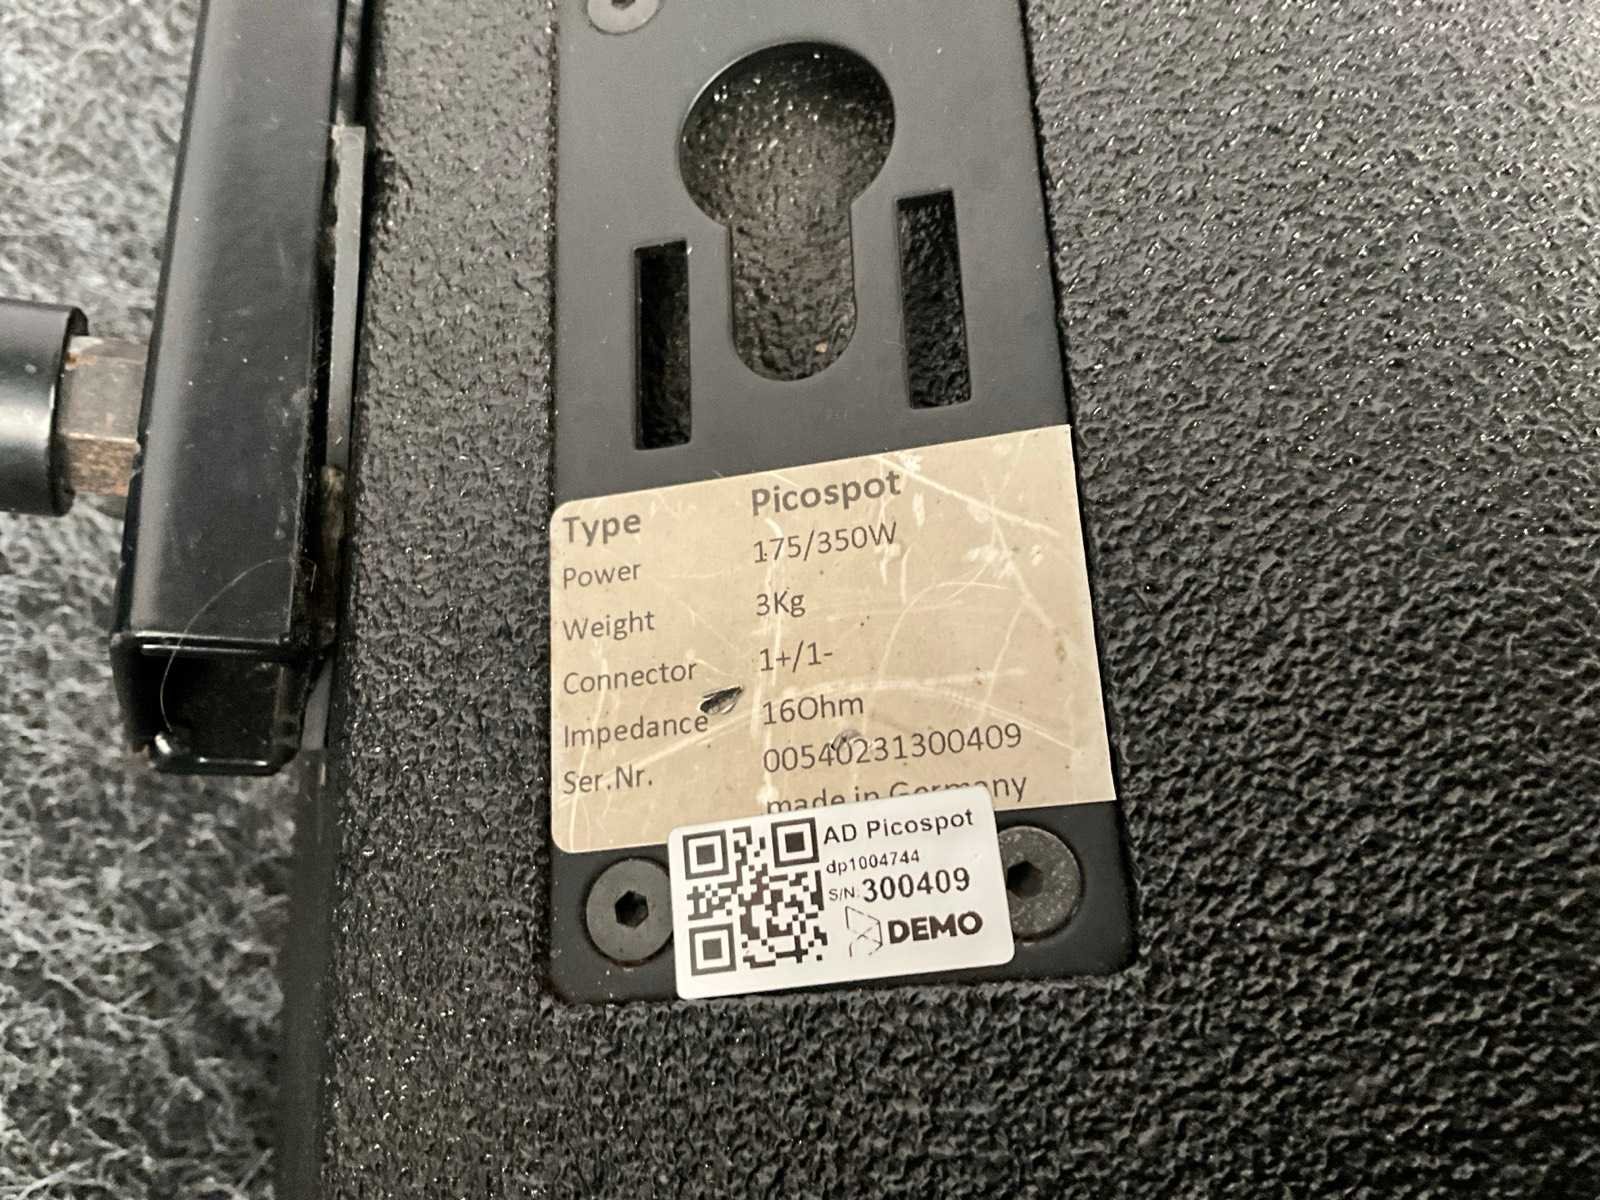 Type Picospot
Power 175/350W
Weight 3Kg
Connector 1+/1-
Impedance 16Ohm
Ser.Nr. 00540231300409
made in Germany
AD Picospot
dp1004744
S/N: 300409
DEMO